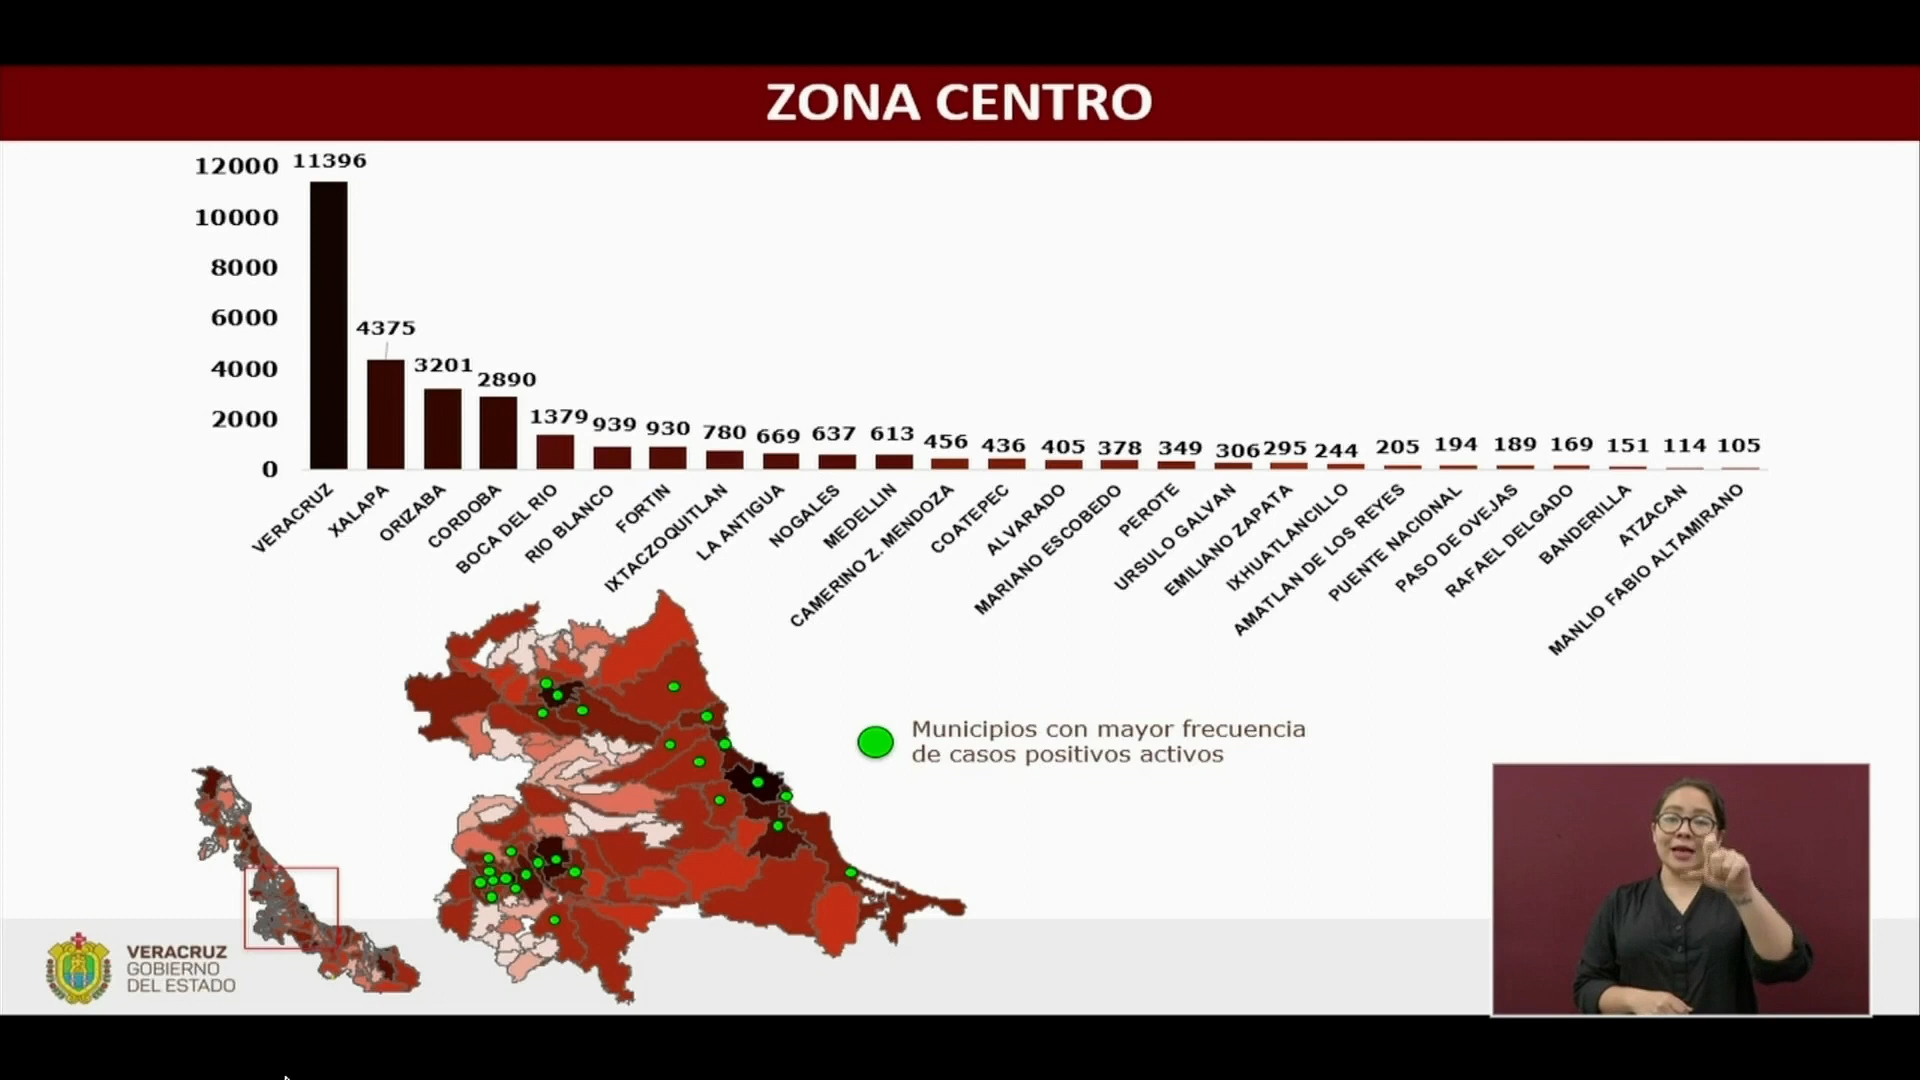 ZONA CENTRO
12000
10000
8000
6000
4000
2000
0
11396
4375
3201
2890
1379
939
930
780
669
637
613
456
436
405
378
349
306
295
244
205
194
189
169
151
114
105
VERACRUZ
XALAPA
ORIZABA
CORDOBA
BOCA DEL RIO
RIO BLANCO
FORTIN
IXTACZOQUITLAN
LA ANTIGUA
NOGALES
MEDELLIN
CAMERINO Z. MENDOZA
COATEPEC
ALVARADO
MARIANO ESCOBEDO
PEROTE
URSULO GALVAN
EMILIANO ZAPATA
IXHUATLANCILLO
AMATLAN DE LOS REYES
PUENTE NACIONAL
PASO DE OVEJAS
RAFAEL DELGADO
BANDERILLA
ATZACAN
MANLIO FABIO ALTAMIRANO
Municipios con mayor frecuencia
de casos positivos activos
VERACRUZ
GOBIERNO
DEL ESTADO